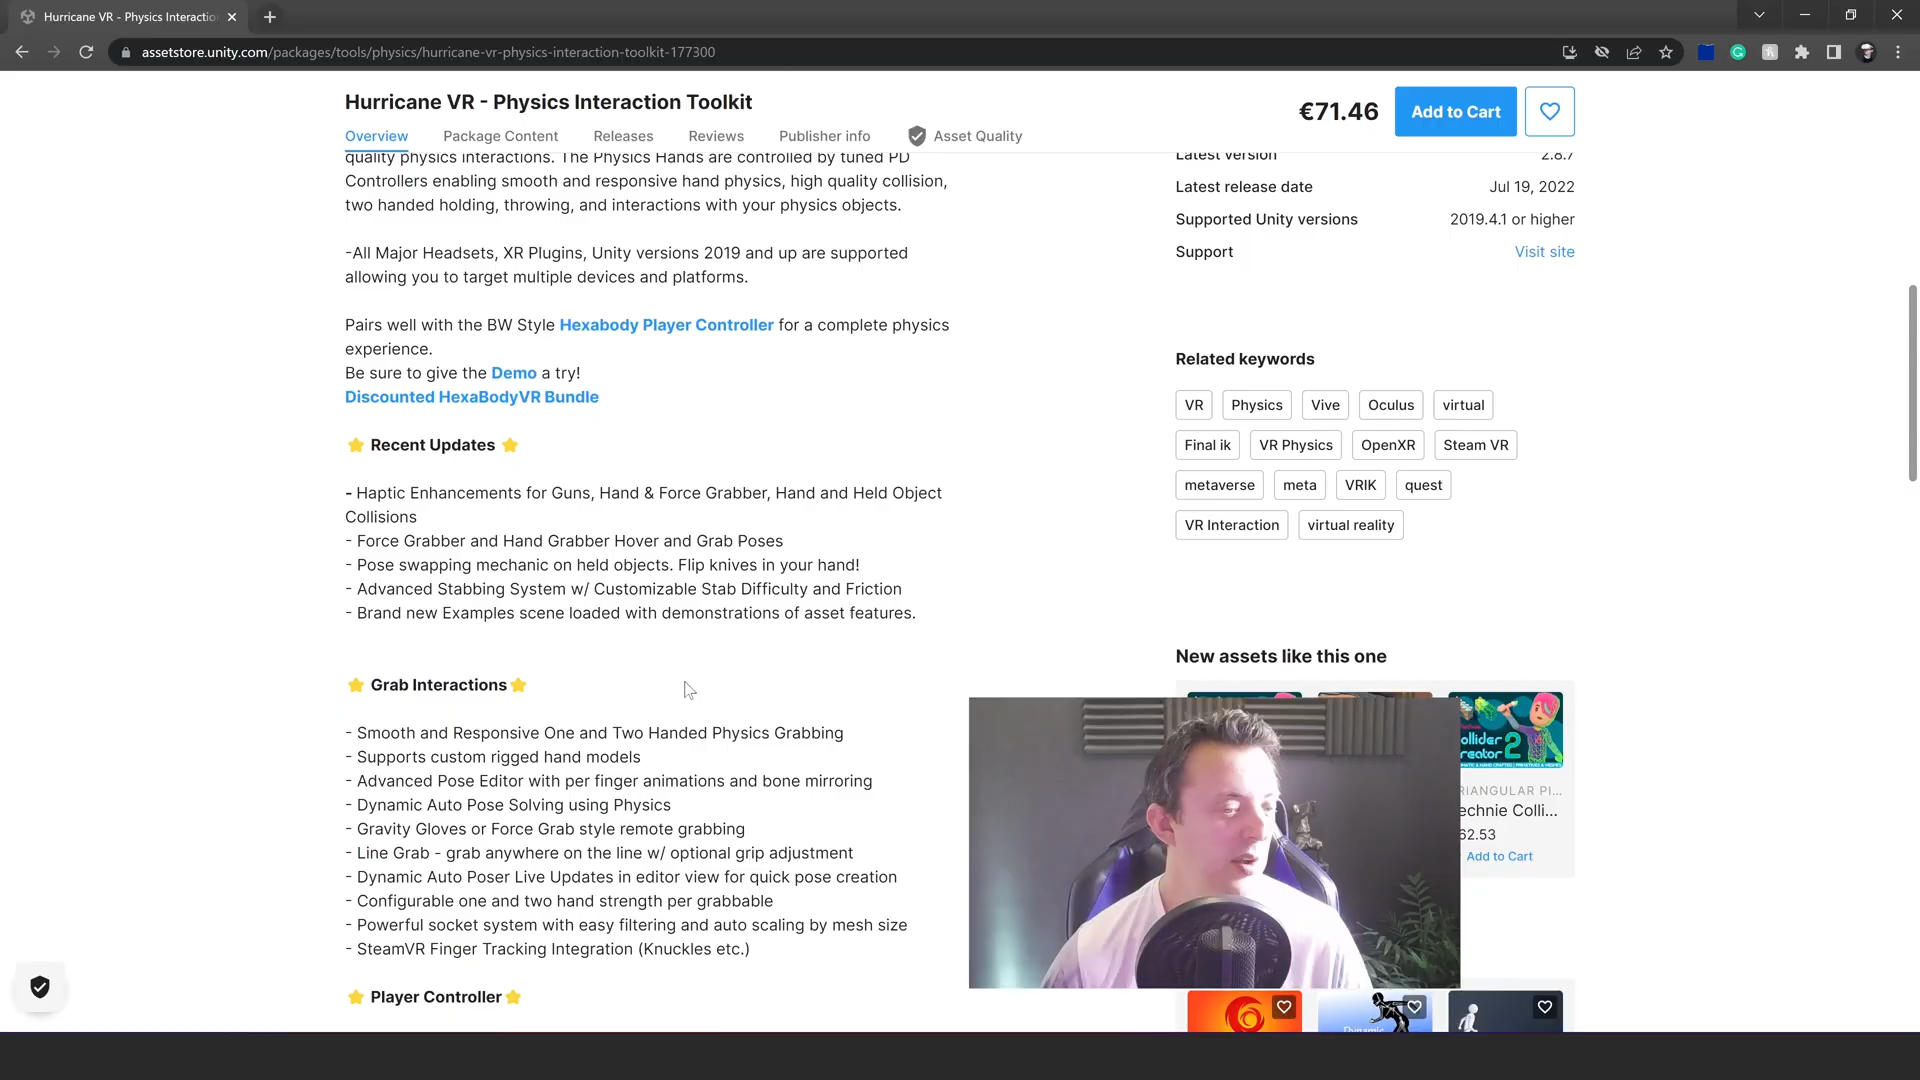 Hurricane VR - Physics Interactio
assetstore.unity.com/packages/tools/physics/hurricane-vr-physics-interaction-toolkit-177300
Hurricane VR - Physics Interaction Toolkit
€71.46
Add to Cart
Overview
Package Content
Releases
Reviews
Publisher info
Asset Quality
quality physics interactions. The Physics Hands are controlled by tuned PD
Controllers enabling smooth and responsive hand physics, high quality collision,
two handed holding, throwing, and interactions with your physics objects.
-All Major Headsets, XR Plugins, Unity versions 2019 and up are supported
allowing you to target multiple devices and platforms.
Pairs well with the BW Style Hexabody Player Controller for a complete physics
experience.
Be sure to give the Demo a try!
Discounted HexaBodyVR Bundle
Recent Updates
- Haptic Enhancements for Guns, Hand & Force Grabber, Hand and Held Object
Collisions
- Force Grabber and Hand Grabber Hover and Grab Poses
- Pose swapping mechanic on held objects. Flip knives in your hand!
- Advanced Stabbing System w/ Customizable Stab Difficulty and Friction
- Brand new Examples scene loaded with demonstrations of asset features.
Grab Interactions
- Smooth and Responsive One and Two Handed Physics Grabbing
- Supports custom rigged hand models
- Advanced Pose Editor with per finger animations and bone mirroring
- Dynamic Auto Pose Solving using Physics
- Gravity Gloves or Force Grab style remote grabbing
- Line Grab - grab anywhere on the line w/ optional grip adjustment
- Dynamic Auto Poser Live Updates in editor view for quick pose creation
- Configurable one and two hand strength per grabbable
- Powerful socket system with easy filtering and auto scaling by mesh size
- SteamVR Finger Tracking Integration (Knuckles etc.)
Player Controller
Latest version 2.8.7
Latest release date Jul 19, 2022
Supported Unity versions 2019.4.1 or higher
Support Visit site
Related keywords
VR Physics Vive Oculus virtual
Final ik VR Physics OpenXR Steam VR
metaverse meta VRIK quest
VR Interaction virtual reality
New assets like this one
ollider
reator 2
RIANGULAR PI...
echnie Colli...
62.53
Add to Cart
Dynamic